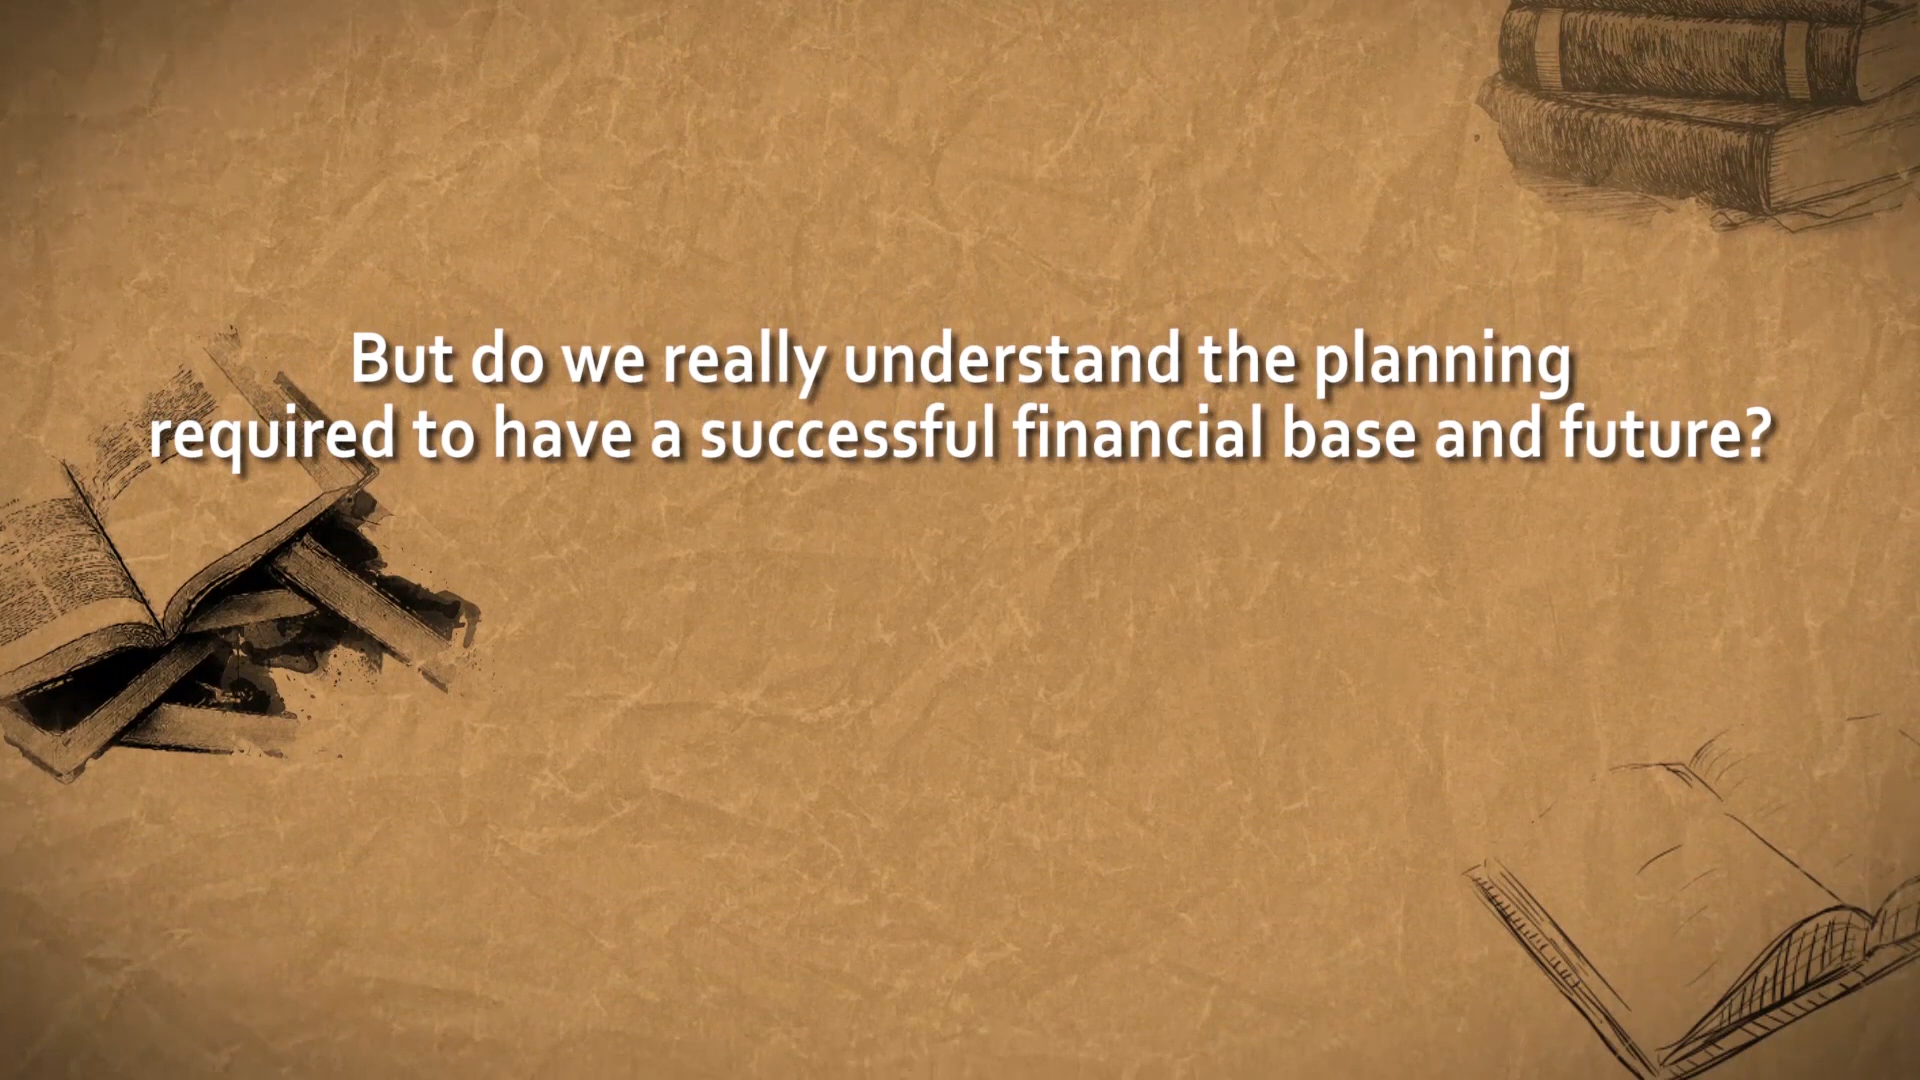 But do we really understand the planning
required to have a successful financial base and future?